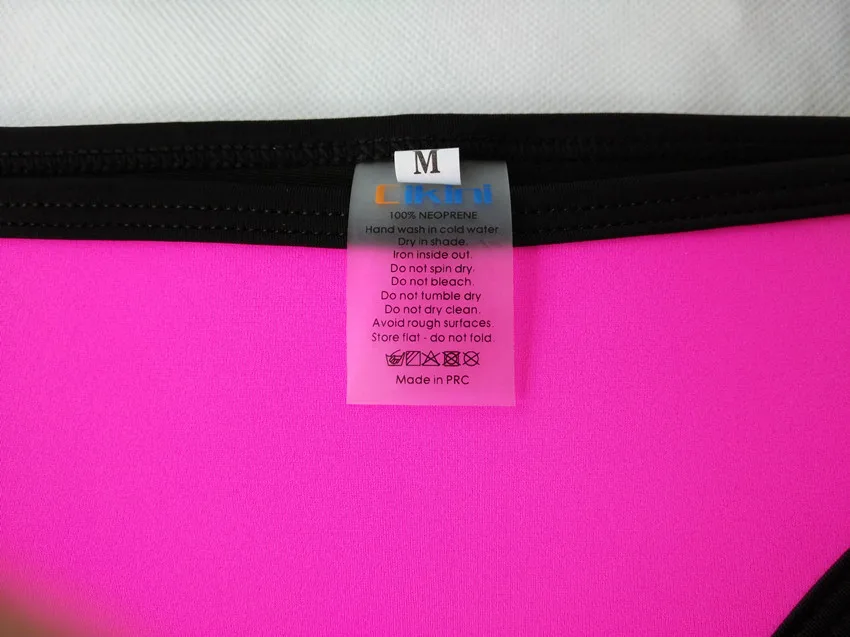 M
Cikini
100% NEOPRENE
Hand wash in cold water.
Dry in shade.
Iron inside out.
Do not spin dry.
Do not bleach.
Do not tumble dry
Do not dry clean.
Avoid rough surfaces.
Store flat - do not fold
Made in PRC